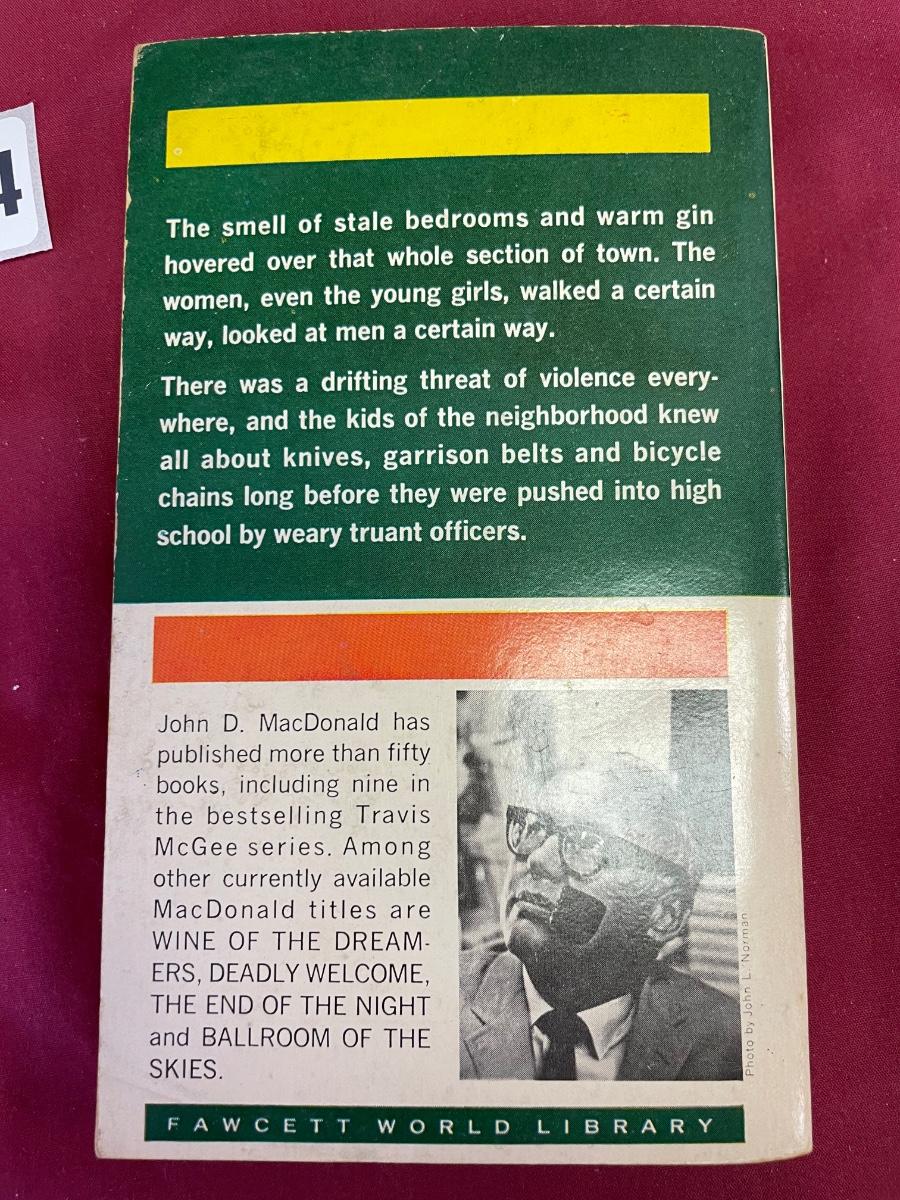 4
The smell of stale bedrooms and warm gin
hovered over that whole section of town. The
women, even the young girls, walked a certain
way, looked at men a certain way.
There was a drifting threat of violence every-
where, and the kids of the neighborhood knew
all about knives, garrison belts and bicycle
chains long before they were pushed into high
school by weary truant officers.
John D. MacDonald has
published more than fifty
books, including nine in
the bestselling Travis
McGee series. Among
other currently available
MacDonald titles are
WINE OF THE DREAM-
ERS, DEADLY WELCOME,
THE END OF THE NIGHT
and BALLROOM OF THE
SKIES.
Photo by John L. Norman
FAWCETT WORLD LIBRARY